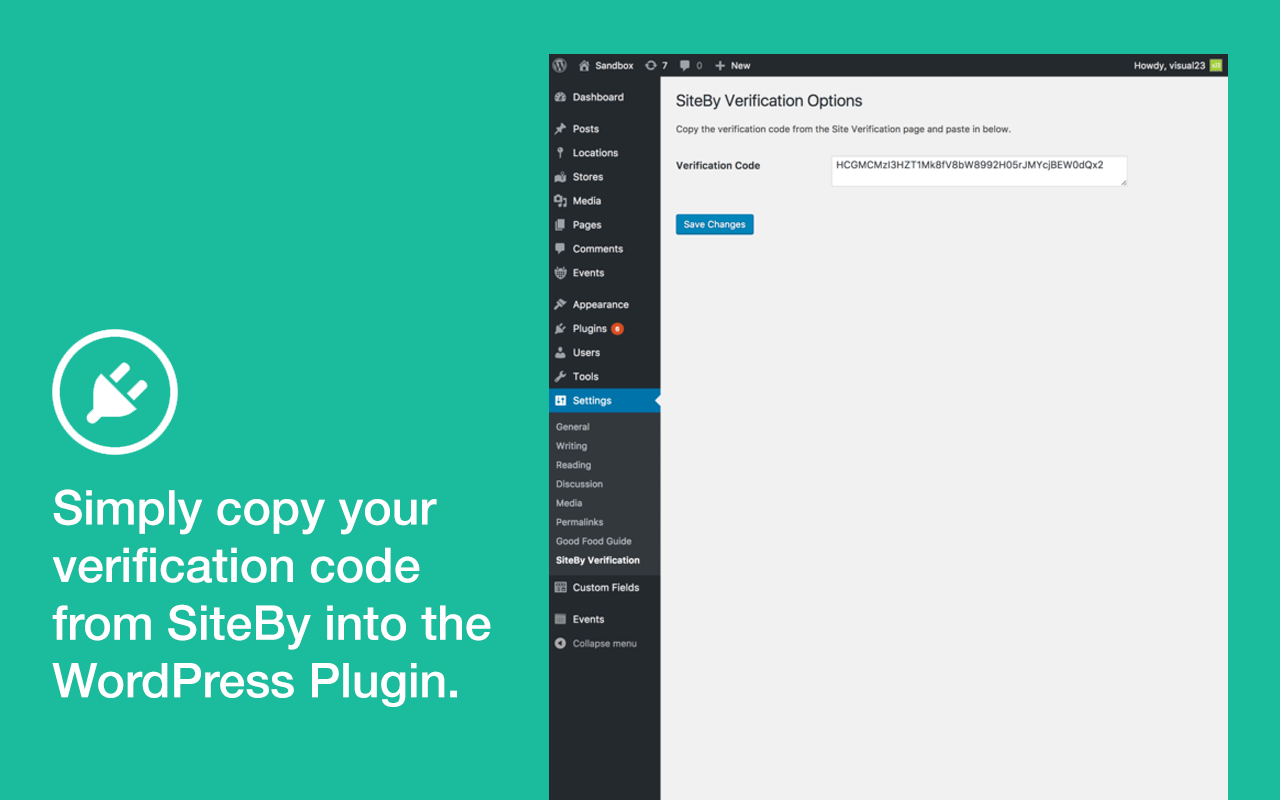 Simply copy your
verification code
from SiteBy into the
WordPress Plugin.
Sandbox 7 0 New Howdy, visual23
Dashboard
Posts
Locations
Stores
Media
Pages
Comments
Events
Appearance
Plugins 6
Users
Tools
Settings
General
Writing
Reading
Discussion
Media
Permalinks
Good Food Guide
SiteBy Verification
Custom Fields
Events
Collapse menu
SiteBy Verification Options
Copy the verification code from the Site Verification page and paste in below.
Verification Code HCGMCMzI3HZT1Mk8fV8bW8992H05rJMYcjBEW0dQx2
Save Changes